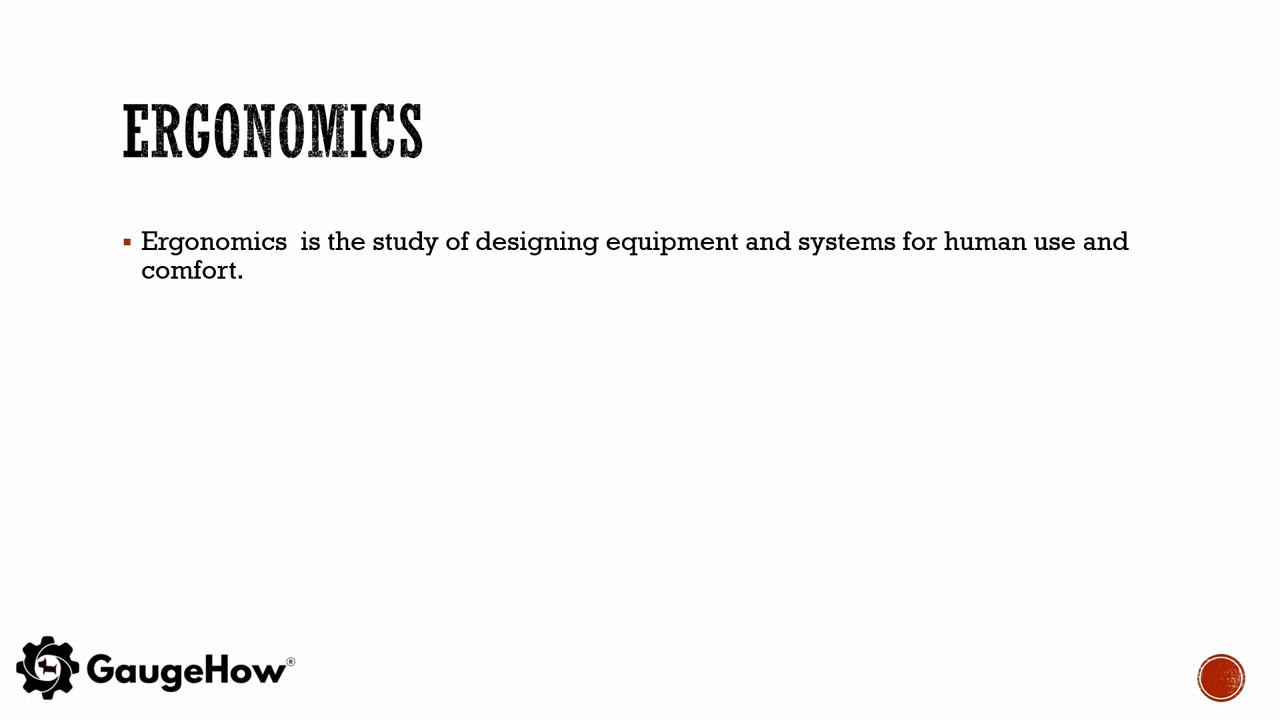 ERGONOMICS
▪ Ergonomics  is the study of designing equipment and systems for human use and
comfort.
GaugeHow®